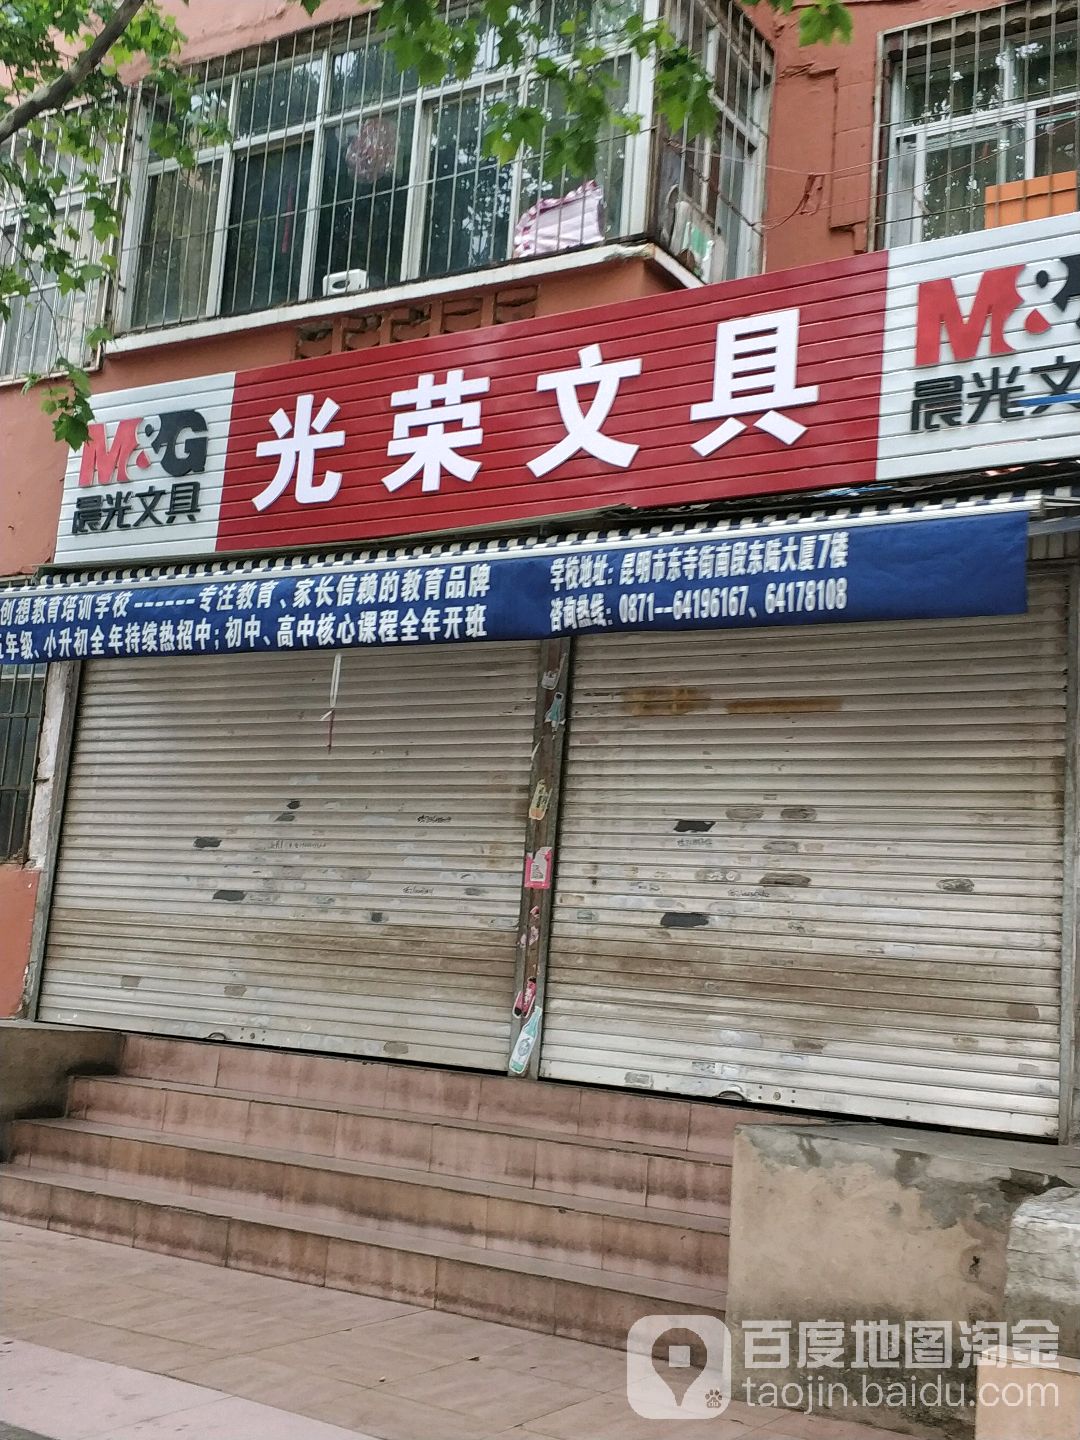 M&G
晨光文具
光荣文具
M&
晨光文
创想教育培训学校------专注教育、家长信赖的教育品牌
五年级、小升初全年持续热招中;初中、高中核心课程全年开班
学校地址:昆明市东寺街南段东陆大厦7楼
咨询热线:0871--64196167、64178108
百度地图淘金
taojin.baidu.com